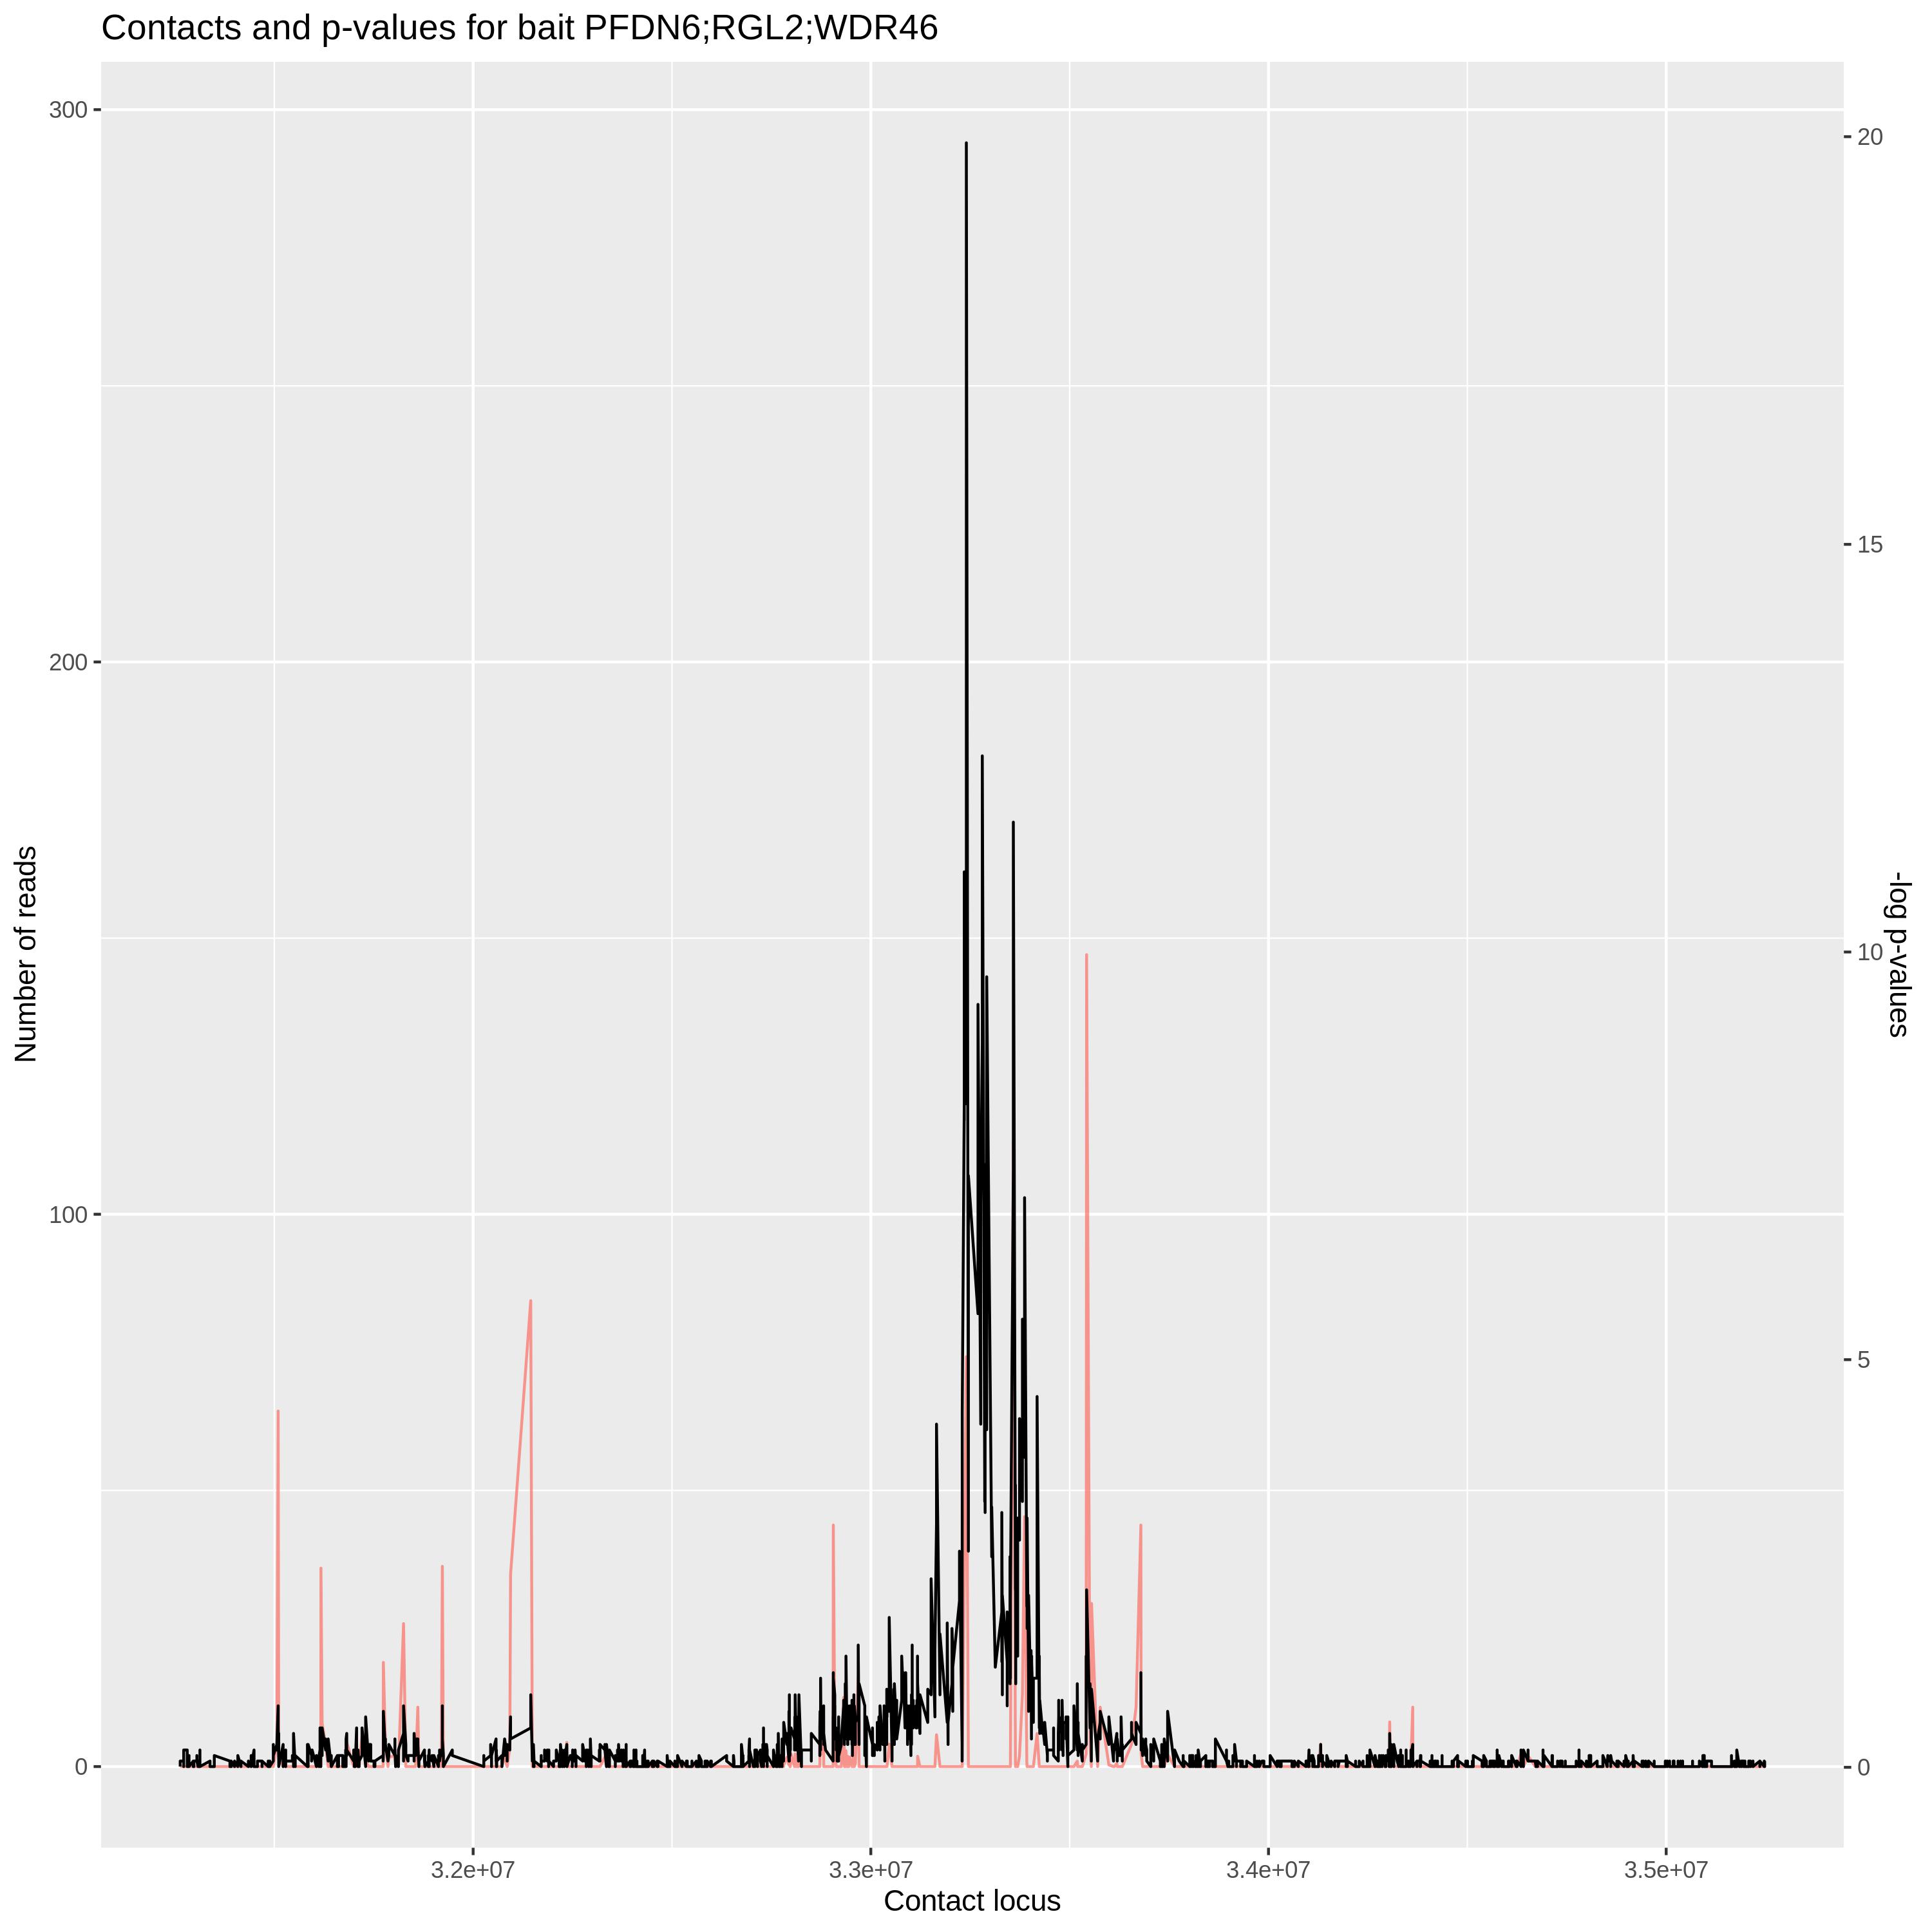 Contacts and p-values for bait PFDN6;RGL2;WDR46
300
200
100
0
Number of reads
20
15
10
5
0
-log p-values
3.2e+07
3.3e+07
3.4e+07
3.5e+07
Contact locus